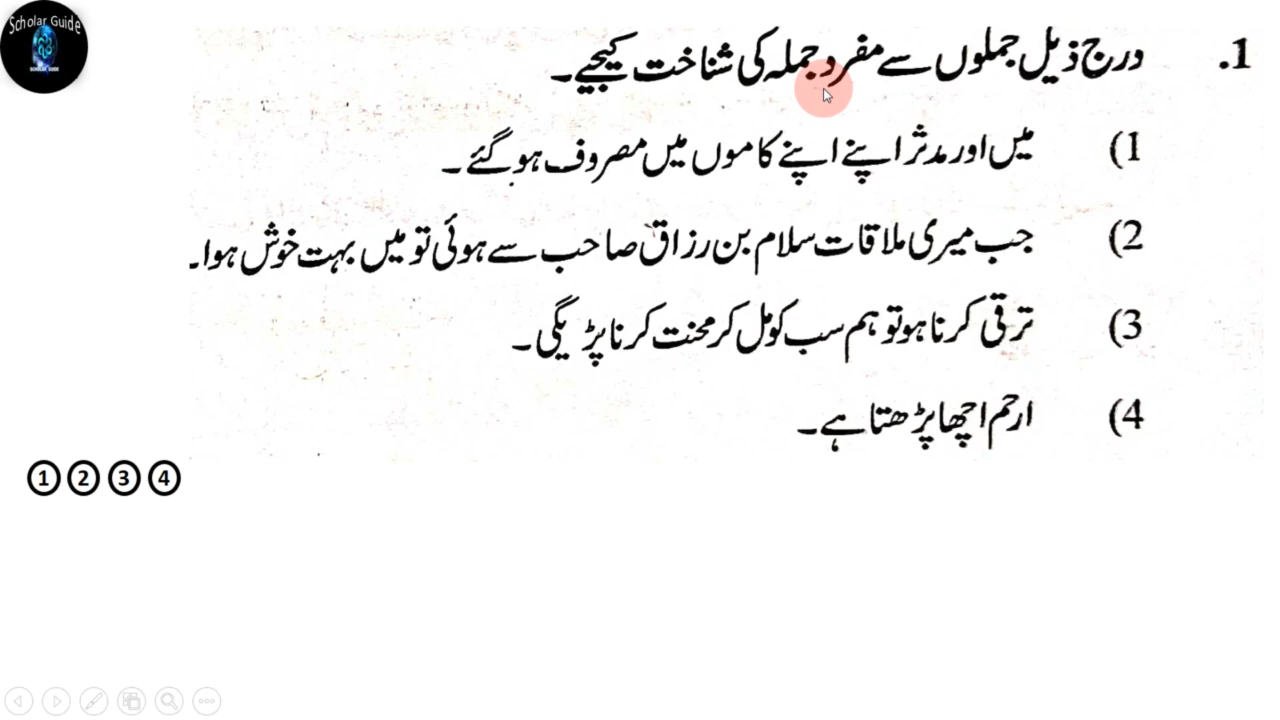 Scholar Guide
SCHOLAR GUIDE
1. درج ذیل جملوں سے مفرد جملہ کی شناخت کیجیے۔
1) میں اور مدثر اپنے اپنے کاموں میں مصروف ہو گئے۔
2) جب میری ملاقات سلام بن رزاق صاحب سے ہوئی تو میں بہت خوش ہوا۔
3) ترقی کرنا ہو تو ہم سب کو مل کر محنت کرنا پڑیگی۔
4) ارحم اچھا پڑھتا ہے۔
1 2 3 4